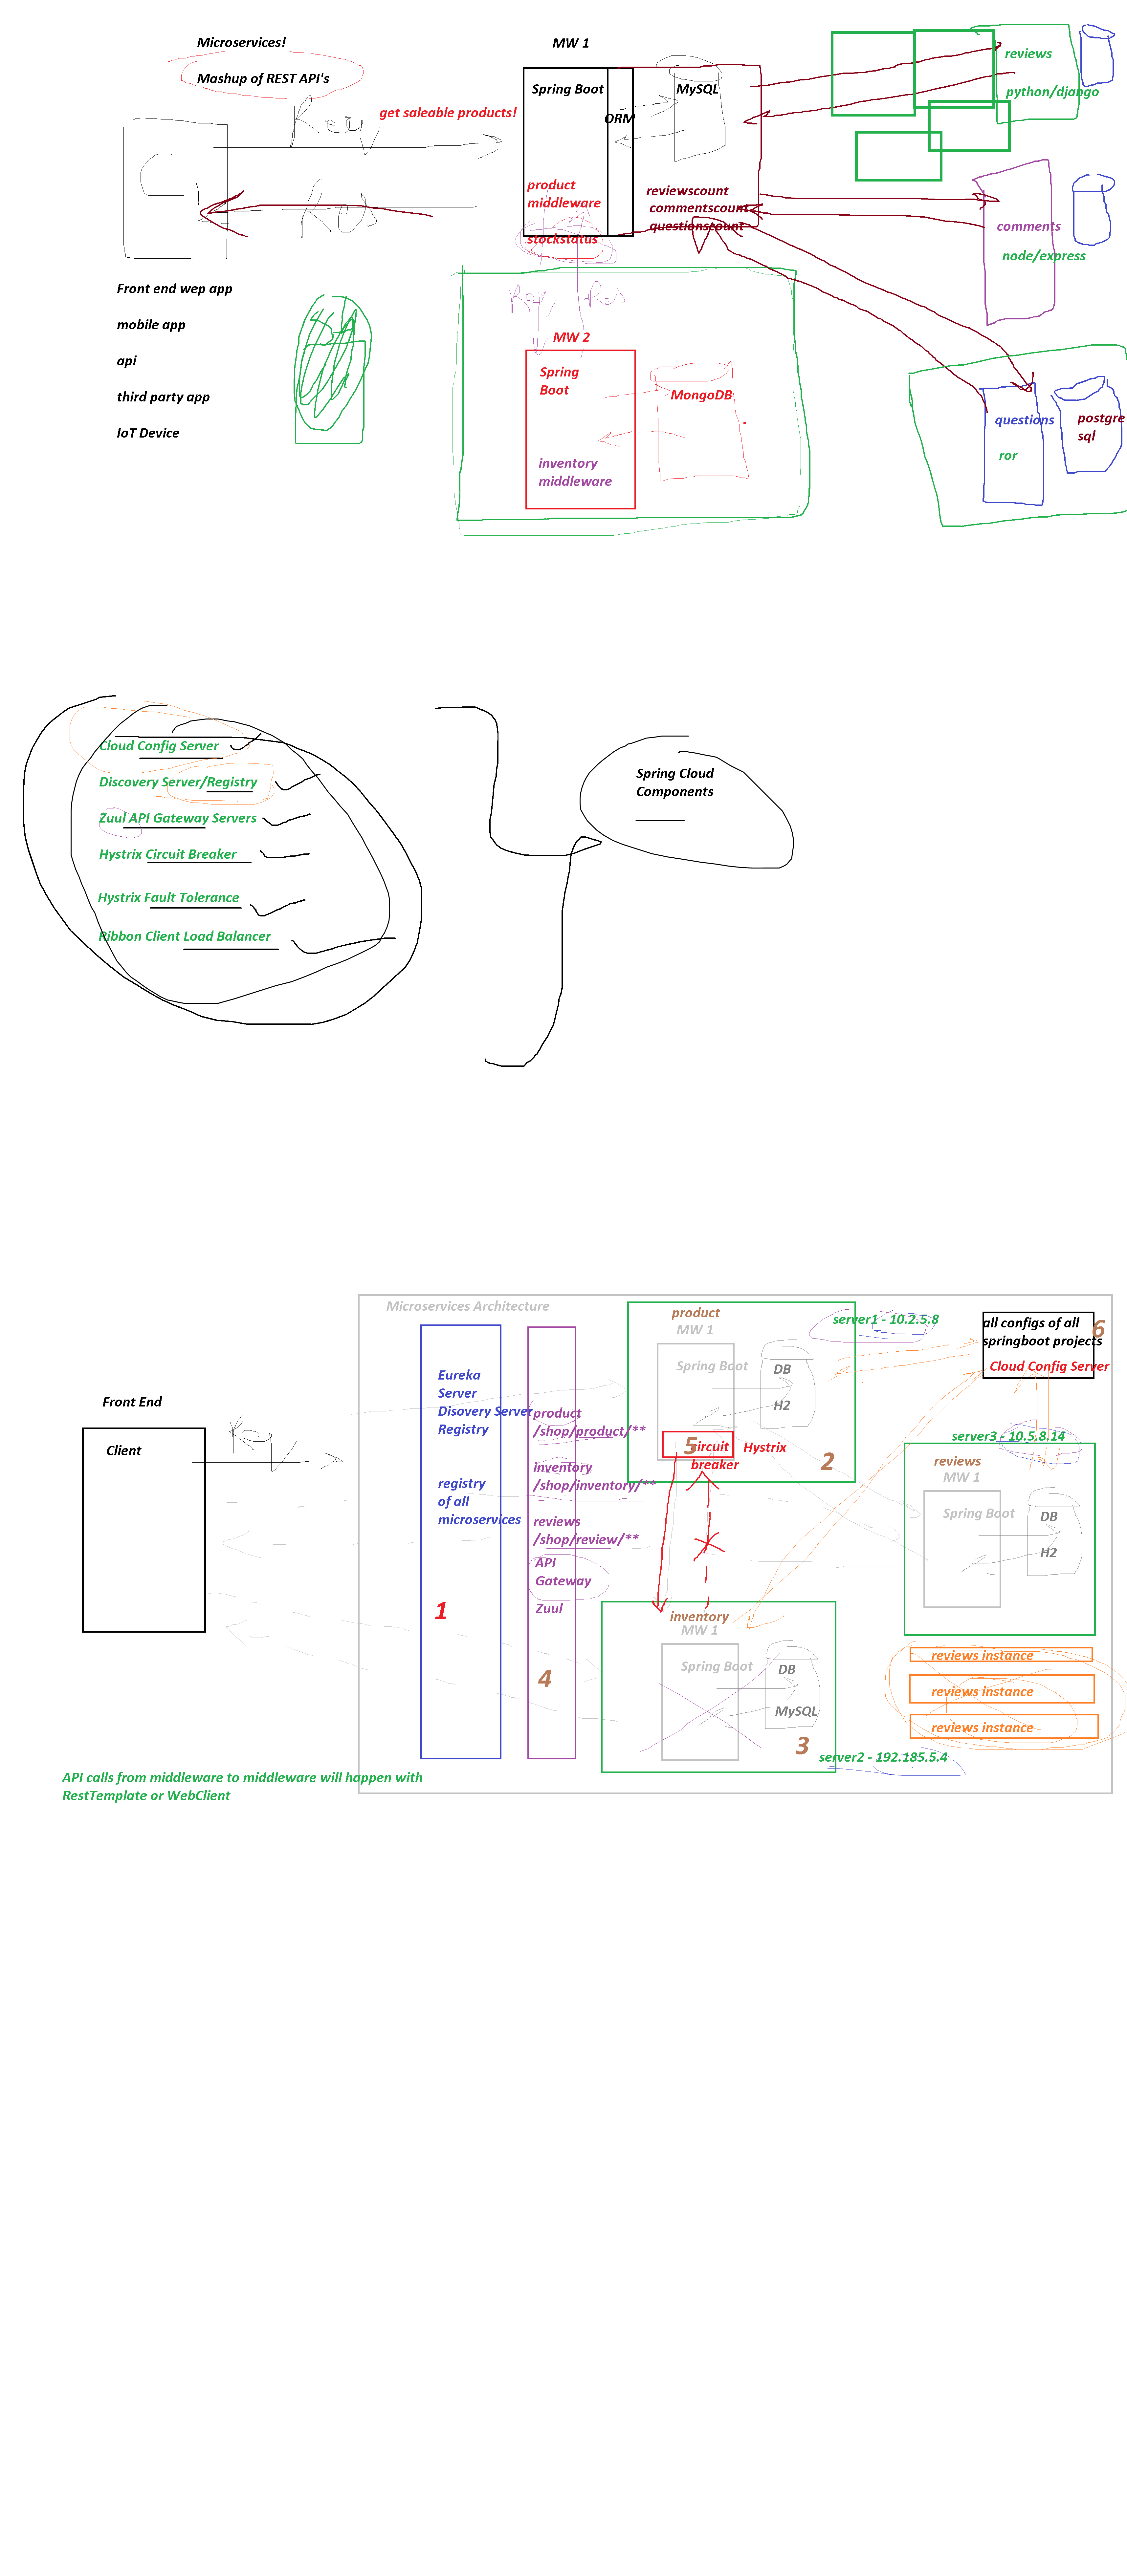 Microservices!
Mashup of REST API's
Req
Res
get saleable products!
Front end wep app
mobile app
api
third party app
IoT Device
MW 1
Spring Boot
ORM
MySQL
product
middleware
stockstatus
reviewscount
commentscount
questionscount
Req Res
MW 2
Spring
Boot
inventory
middleware
MongoDB
reviews
python/django
comments
node/express
questions
ror
postgre
sql
Cloud Config Server
Discovery Server/Registry
Zuul API Gateway Servers
Hystrix Circuit Breaker
Hystrix Fault Tolerance
Ribbon Client Load Balancer
Spring Cloud
Components
Front End
Client
Req
Microservices Architecture
Eureka
Server
Disovery Server
Registry
registry
of all
microservices
1
product
/shop/product/**
inventory
/shop/inventory/**
reviews
/shop/review/**
API
Gateway
Zuul
4
product
MW 1
Spring Boot
DB
H2
5
circuit
breaker
Hystrix
2
server1 - 10.2.5.8
all configs of all
springboot projects
6
Cloud Config Server
server3 - 10.5.8.14
reviews
MW 1
Spring Boot
DB
H2
inventory
MW 1
Spring Boot
DB
MySQL
3
server2 - 192.185.5.4
reviews instance
reviews instance
reviews instance
API calls from middleware to middleware will happen with
RestTemplate or WebClient